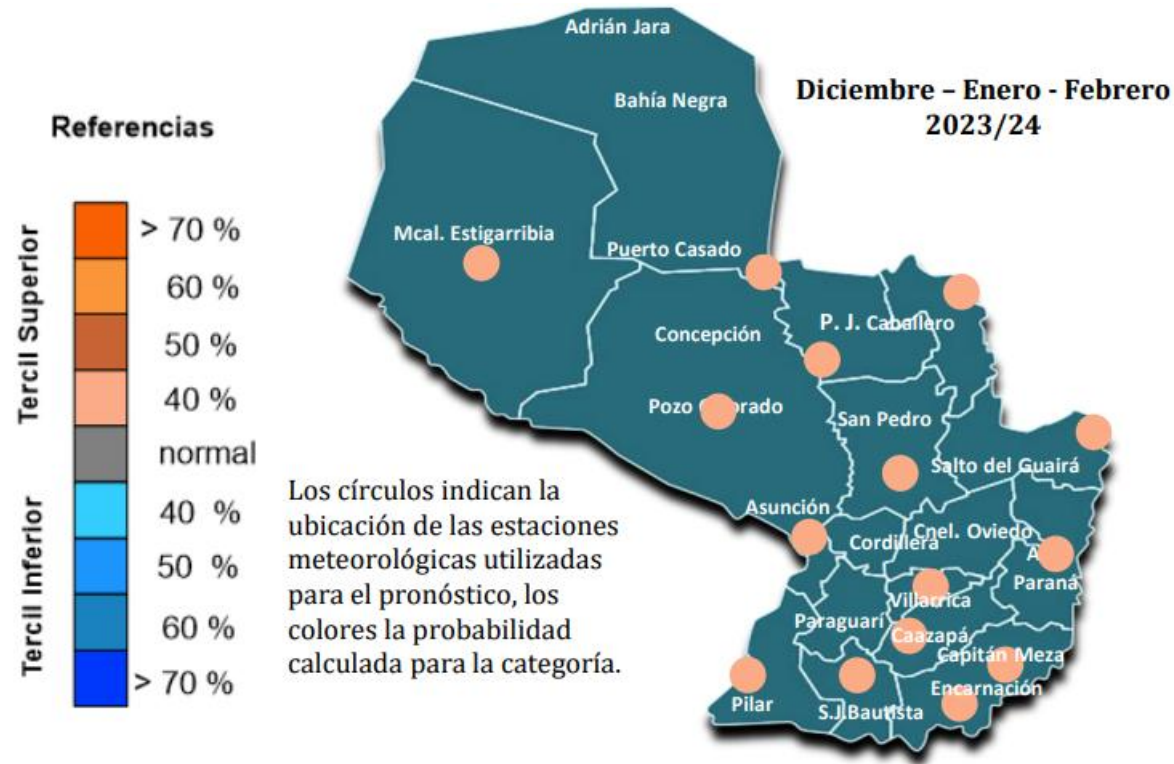 Diciembre – Enero - Febrero
2023/24
Referencias
Tercil Superior
> 70 %
60 %
50 %
40 %
normal
Tercil Inferior
40 %
50 %
60 %
> 70 %
Los círculos indican la
ubicación de las estaciones
meteorológicas utilizadas
para el pronóstico, los
colores la probabilidad
calculada para la categoría.
Adrián Jara
Bahía Negra
Mcal. Estigarribia
Puerto Casado
Concepción
P. J. Caballero
Pozo
San Pedro
Salto del Guairá
Asunción
Cnel. Oviedo
Cordillera
Paraná
Villarrica
Paraguarí
Caazapá
Capitán Meza
Encarnación
Pilar
S.J.Bautista